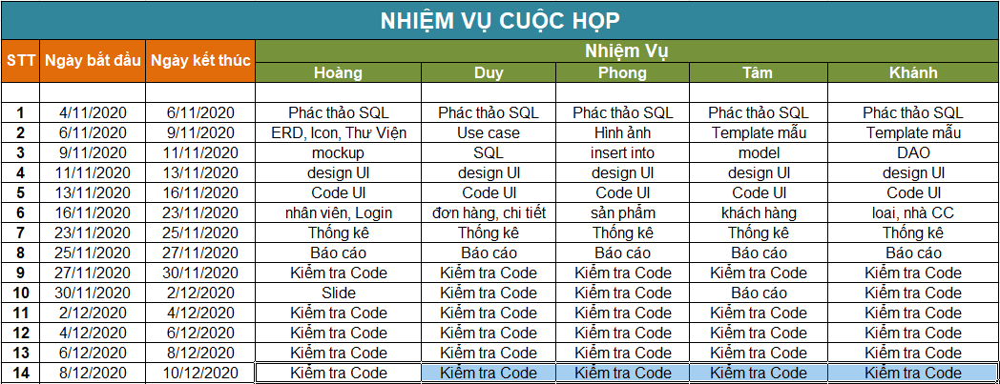 NHIỆM VỤ CUỘC HỌP
STT Ngày bắt đầu Ngày kết thúc Nhiệm Vụ
Hoàng Duy Phong Tâm Khánh
1 4/11/2020 6/11/2020 Phác thảo SQL Phác thảo SQL Phác thảo SQL Phác thảo SQL Phác thảo SQL
2 6/11/2020 9/11/2020 ERD, Icon, Thư Viện Use case Hình ảnh Template mẫu Template mẫu
3 9/11/2020 11/11/2020 mockup SQL insert into model DAO
4 11/11/2020 13/11/2020 design UI design UI design UI design UI design UI
5 13/11/2020 16/11/2020 Code UI Code UI Code UI Code UI Code UI
6 16/11/2020 23/11/2020 nhân viên, Login đơn hàng, chi tiết sản phẩm khách hàng loai, nhà CC
7 23/11/2020 25/11/2020 Thống kê Thống kê Thống kê Thống kê Thống kê
8 25/11/2020 27/11/2020 Báo cáo Báo cáo Báo cáo Báo cáo Báo cáo
9 27/11/2020 30/11/2020 Kiểm tra Code Kiểm tra Code Kiểm tra Code Kiểm tra Code Kiểm tra Code
10 30/11/2020 2/12/2020 Slide Kiểm tra Code Kiểm tra Code Báo cáo Kiểm tra Code
11 2/12/2020 4/12/2020 Kiểm tra Code Kiểm tra Code Kiểm tra Code Kiểm tra Code Kiểm tra Code
12 4/12/2020 6/12/2020 Kiểm tra Code Kiểm tra Code Kiểm tra Code Kiểm tra Code Kiểm tra Code
13 6/12/2020 8/12/2020 Kiểm tra Code Kiểm tra Code Kiểm tra Code Kiểm tra Code Kiểm tra Code
14 8/12/2020 10/12/2020 Kiểm tra Code Kiểm tra Code Kiểm tra Code Kiểm tra Code Kiểm tra Code